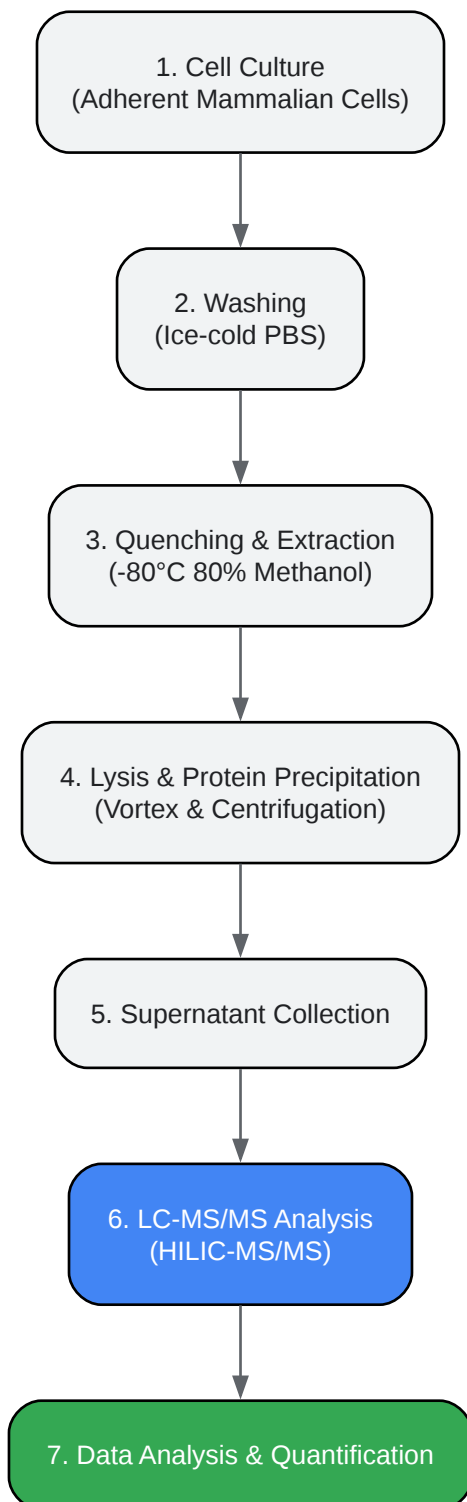 1. Cell Culture
(Adherent Mammalian Cells)
2. Washing
(Ice-cold PBS)
3. Quenching & Extraction
(-80°C 80% Methanol)
4. Lysis & Protein Precipitation
(Vortex & Centrifugation)
5. Supernatant Collection
6. LC-MS/MS Analysis
(HILIC-MS/MS)
7. Data Analysis & Quantification